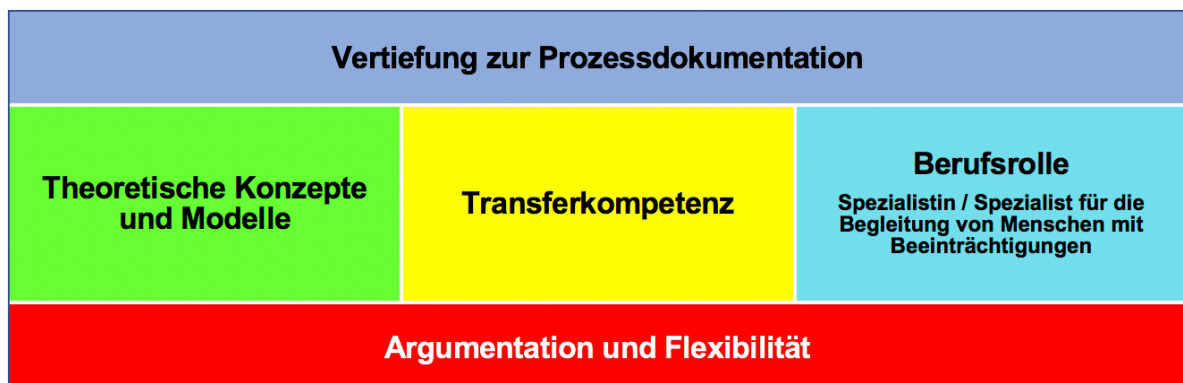 Vertiefung zur Prozessdokumentation
Theoretische Konzepte
und Modelle
Transferkompetenz
Berufsrolle
Spezialistin / Spezialist für die
Begleitung von Menschen mit
Beeinträchtigungen
Argumentation und Flexibilität